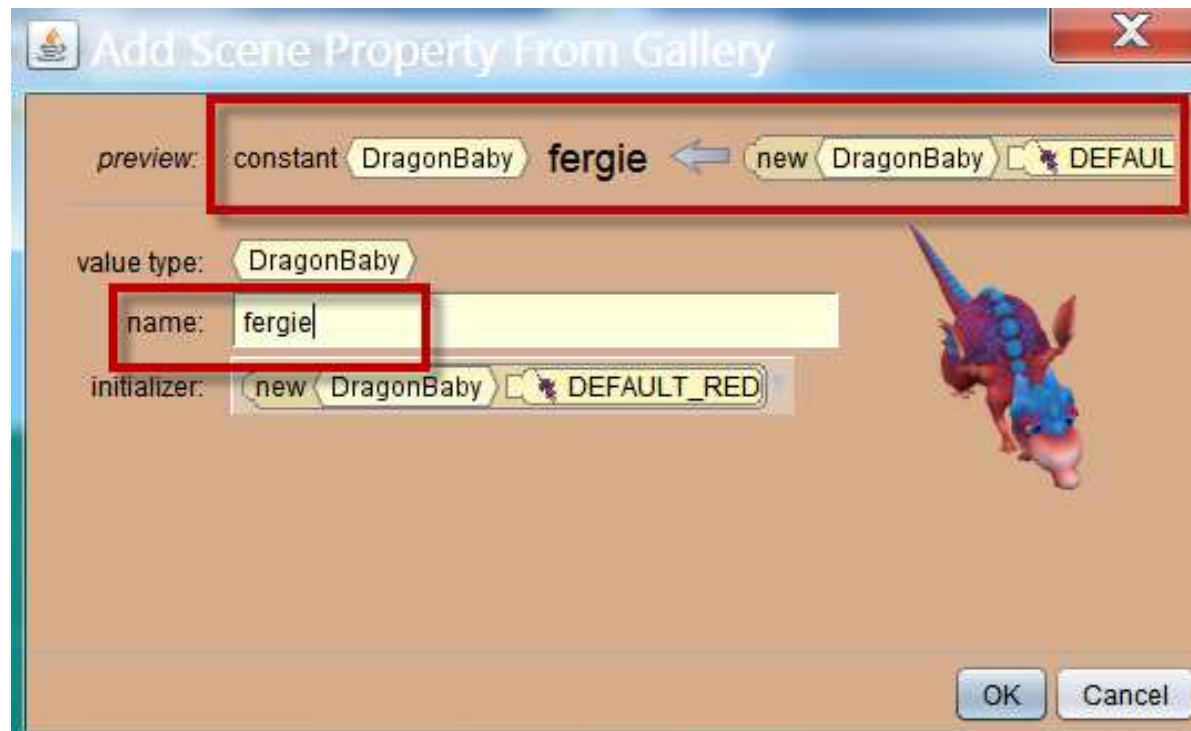 Add Scene Property From Gallery
preview: constant DragonBaby fergie new DragonBaby DEFAUL
value type: DragonBaby
name: fergie
initializer: new DragonBaby DEFAULT_RED
OK Cancel